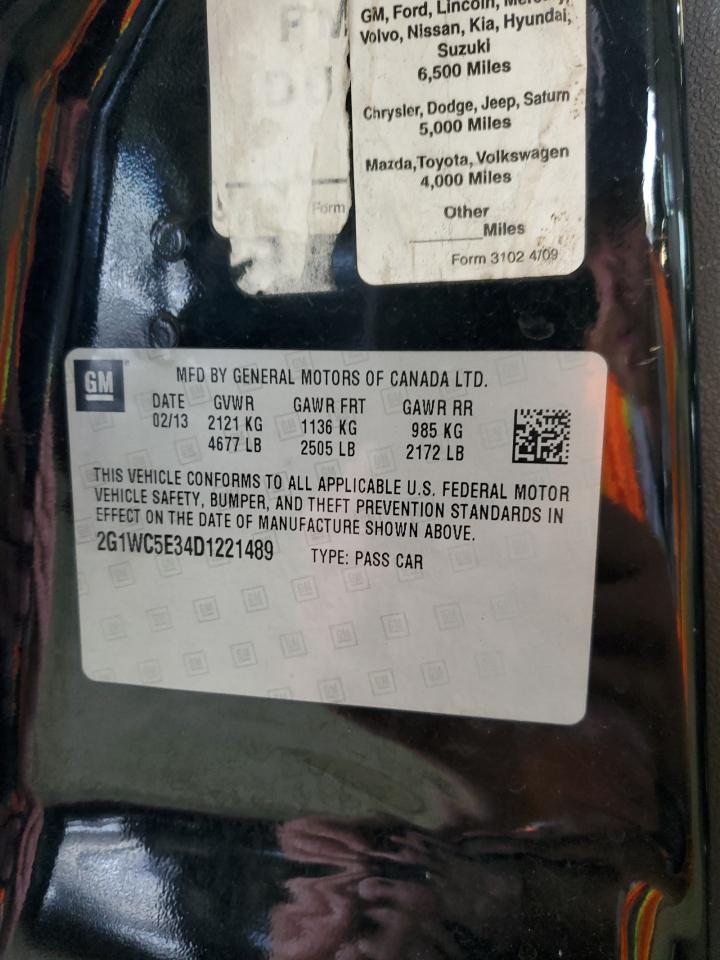 GM, Ford, Lincoln, Mercury,
Volvo, Nissan, Kia, Hyundai,
Suzuki
6,500 Miles
Chrysler, Dodge, Jeep, Saturn
5,000 Miles
Mazda,Toyota, Volkswagen
4,000 Miles
Other
______Miles
Form 3102 4/09
Form
GM
MFD BY GENERAL MOTORS OF CANADA LTD.
DATE GVWR GAWR FRT GAWR RR
02/13 2121 KG 1136 KG 985 KG
4677 LB 2505 LB 2172 LB
THIS VEHICLE CONFORMS TO ALL APPLICABLE U.S. FEDERAL MOTOR
VEHICLE SAFETY, BUMPER, AND THEFT PREVENTION STANDARDS IN
EFFECT ON THE DATE OF MANUFACTURE SHOWN ABOVE.
2G1WC5E34D1221489 TYPE: PASS CAR